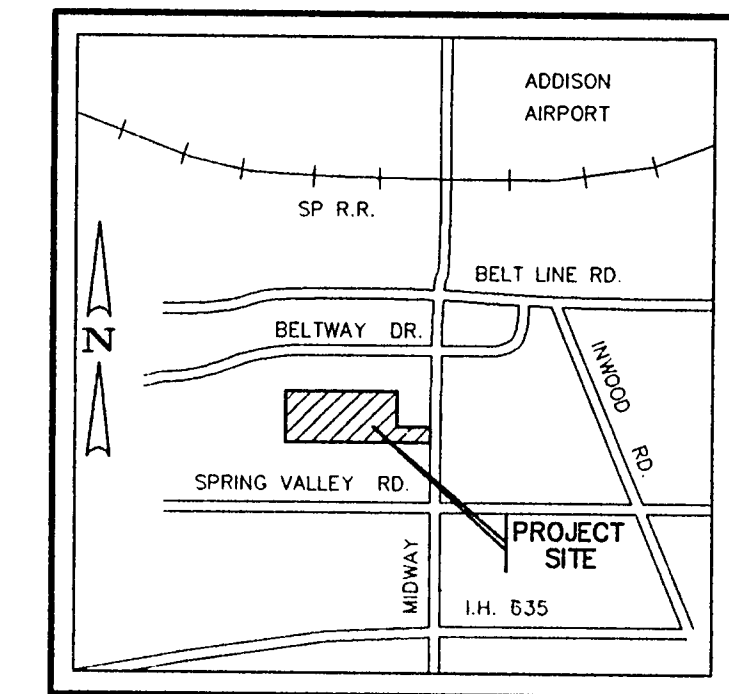 ADDISON
AIRPORT
SP R.R.
BELT LINE RD.
BELTWAY DR.
N
INWOOD RD.
SPRING VALLEY RD.
PROJECT
SITE
MIDWAY
I.H. 635